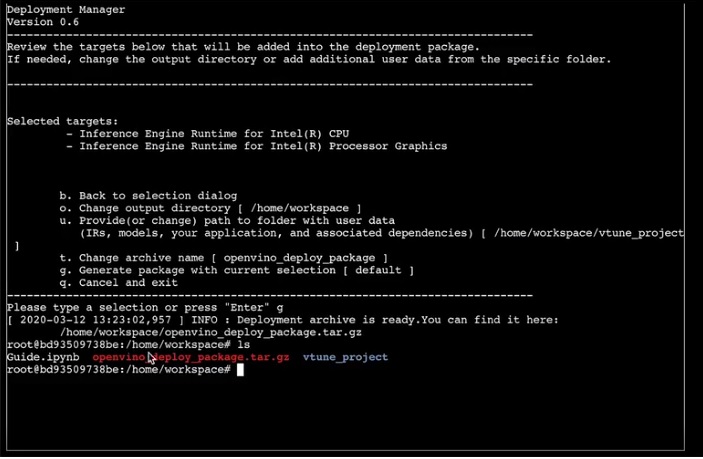 Deployment Manager
Version 0.6
--------------------------------------------------------------------------------
Review the targets below that will be added into the deployment package.
If needed, change the output directory or add additional user data from the specific folder.
--------------------------------------------------------------------------------
Selected targets:
- Inference Engine Runtime for Intel(R) CPU
- Inference Engine Runtime for Intel(R) Processor Graphics
b. Back to selection dialog
o. Change output directory [ /home/workspace ]
u. Provide(or change) path to folder with user data
(IRs, models, your application, and associated dependencies) [ /home/workspace/vtune_project
]
t. Change archive name [ openvino_deploy_package ]
g. Generate package with current selection [ default ]
q. Cancel and exit
--------------------------------------------------------------------------------
Please type a selection or press "Enter" g
[ 2020-03-12 13:23:02,957 ] INFO : Deployment archive is ready.You can find it here:
/home/workspace/openvino_deploy_package.tar.gz
root@bd93509738be:/home/workspace# ls
Guide.ipynb openvino_deploy_package.tar.gz vtune_project
root@bd93509738be:/home/workspace#